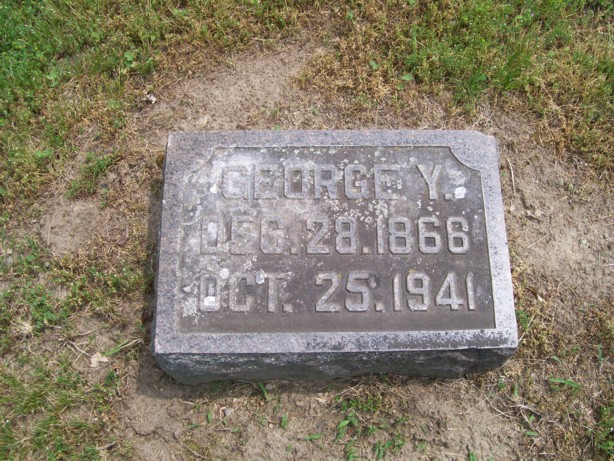 GEORGE Y.
DEC. 28. 1866
OCT. 25. 1941